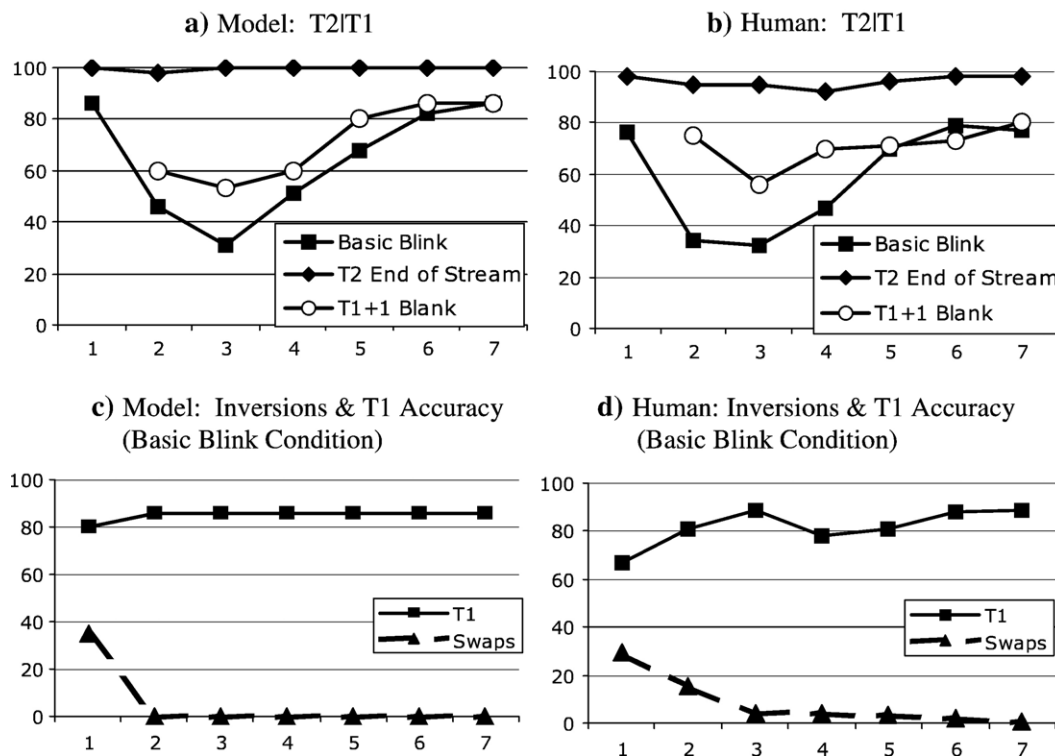 a) Model: T2|T1
100
80
60
40
20
0
1 2 3 4 5 6 7
Basic Blink
T2 End of Stream
T1+1 Blank
b) Human: T2|T1
100
80
60
40
20
0
1 2 3 4 5 6 7
Basic Blink
T2 End of Stream
T1+1 Blank
c) Model: Inversions & T1 Accuracy
(Basic Blink Condition)
100
80
60
40
20
0
1 2 3 4 5 6 7
T1
Swaps
d) Human: Inversions & T1 Accuracy
(Basic Blink Condition)
100
80
60
40
20
0
1 2 3 4 5 6 7
T1
Swaps